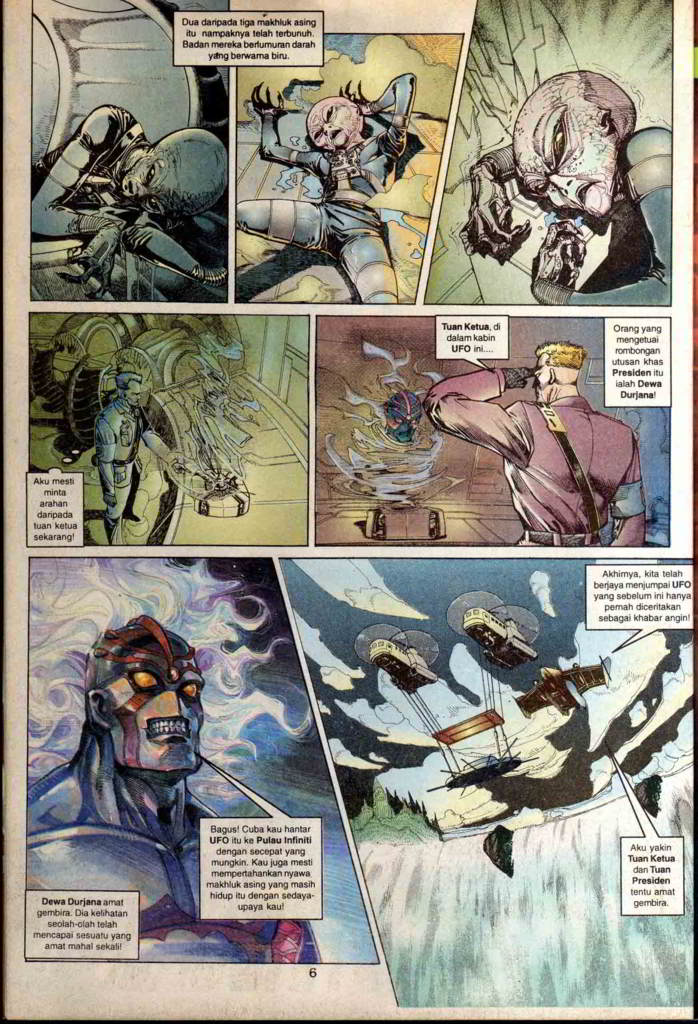 Dua daripada tiga makhluk asing
itu nampaknya telah terbunuh.
Badan mereka berlumuran darah
yang berwarna biru.
Aku mesti
minta
arahan
daripada
tuan ketua
sekarang!
Tuan Ketua, di
dalam kabin
UFO ini....
Orang yang
mengetuai
rombongan
utusan khas
Presiden itu
ialah Dewa
Durjana!
Bagus! Cuba kau hantar
UFO itu ke Pulau Infiniti
dengan secepat yang
mungkin. Kau juga mesti
mempertahankan nyawa
makhluk asing yang masih
hidup itu dengan sedaya-
upaya kau!
Dewa Durjana amat
gembira. Dia kelihatan
seolah-olah telah
mencapai sesuatu yang
amat mahal sekali!
Akhirnya, kita telah
berjaya menjumpai UFO
yang sebelum ini hanya
pernah diceritakan
sebagai khabar angin!
Aku yakin
Tuan Ketua
dan Tuan
Presiden
tentu amat
gembira.
6